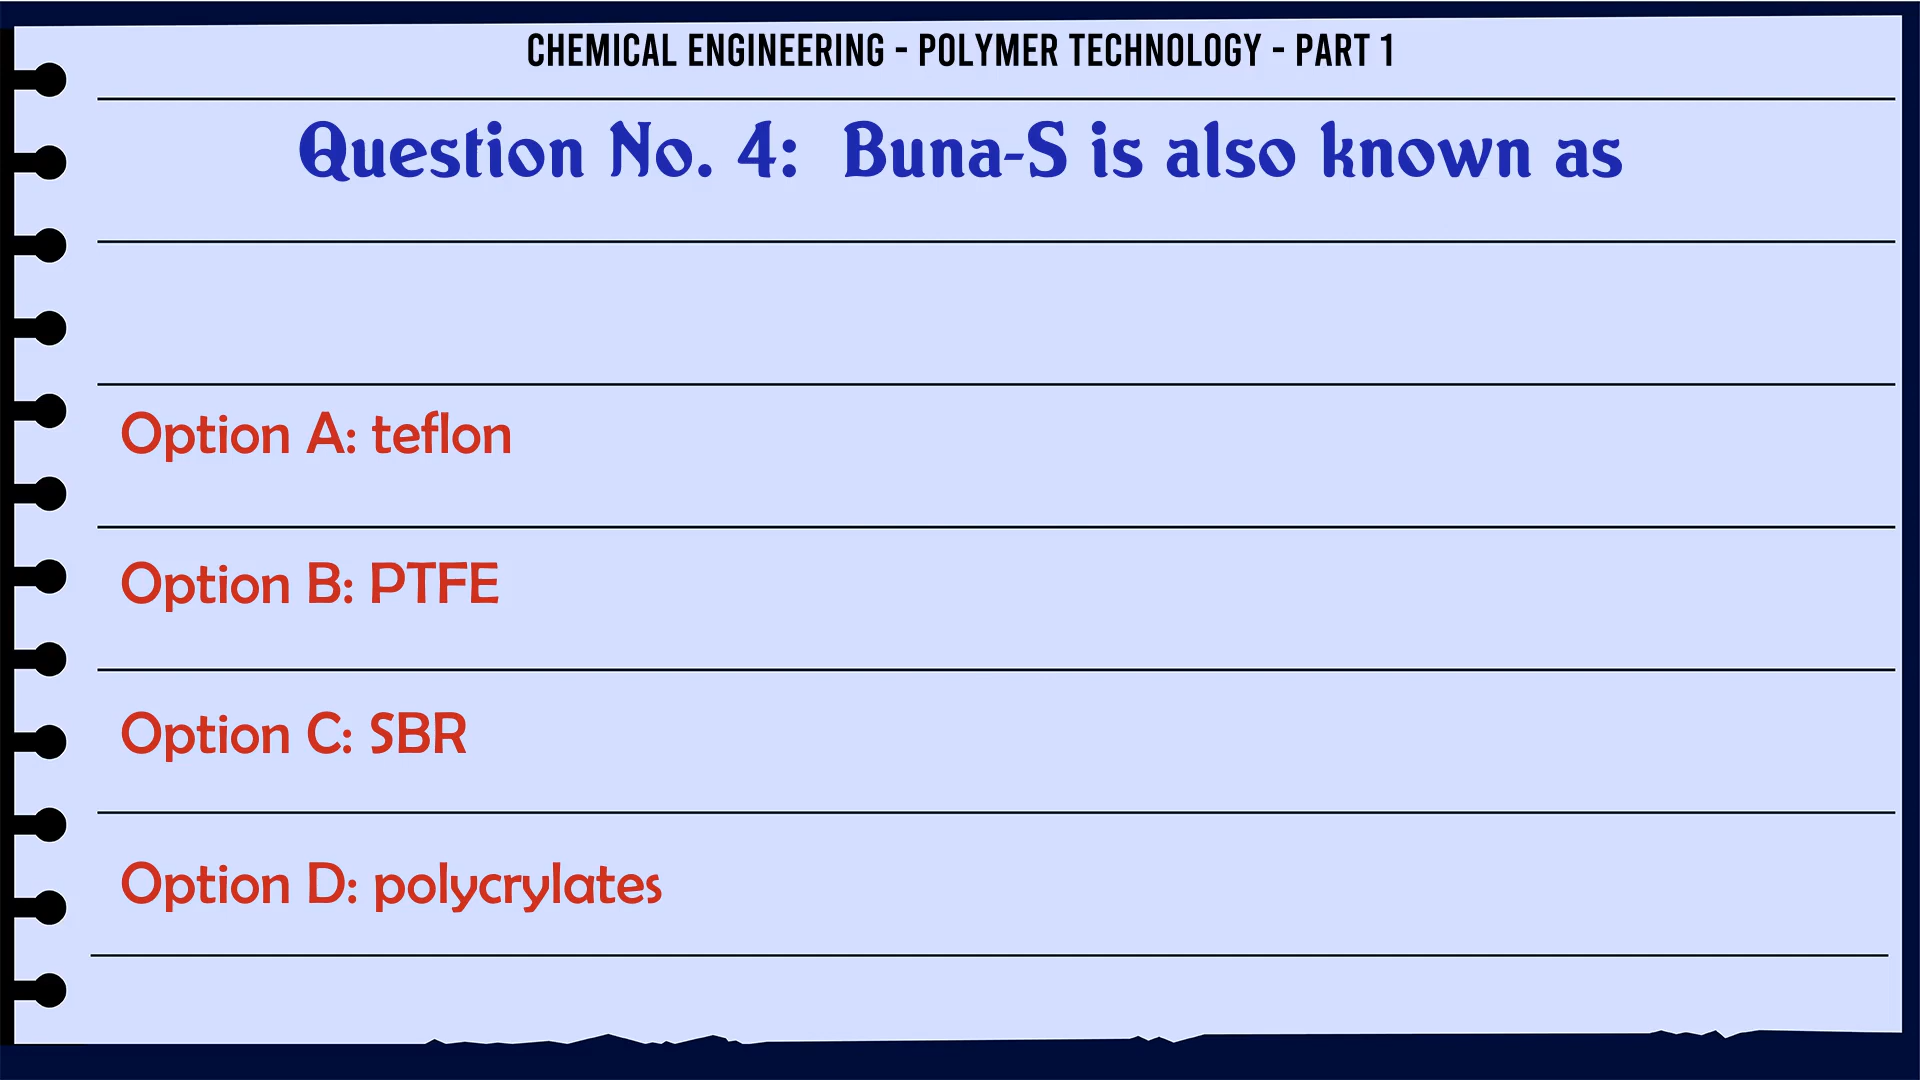 CHEMICAL ENGINEERING - POLYMER TECHNOLOGY - PART 1
Question No. 4: Buna-S is also known as
Option A: teflon
Option B: PTFE
Option C: SBR
Option D: polycrylates